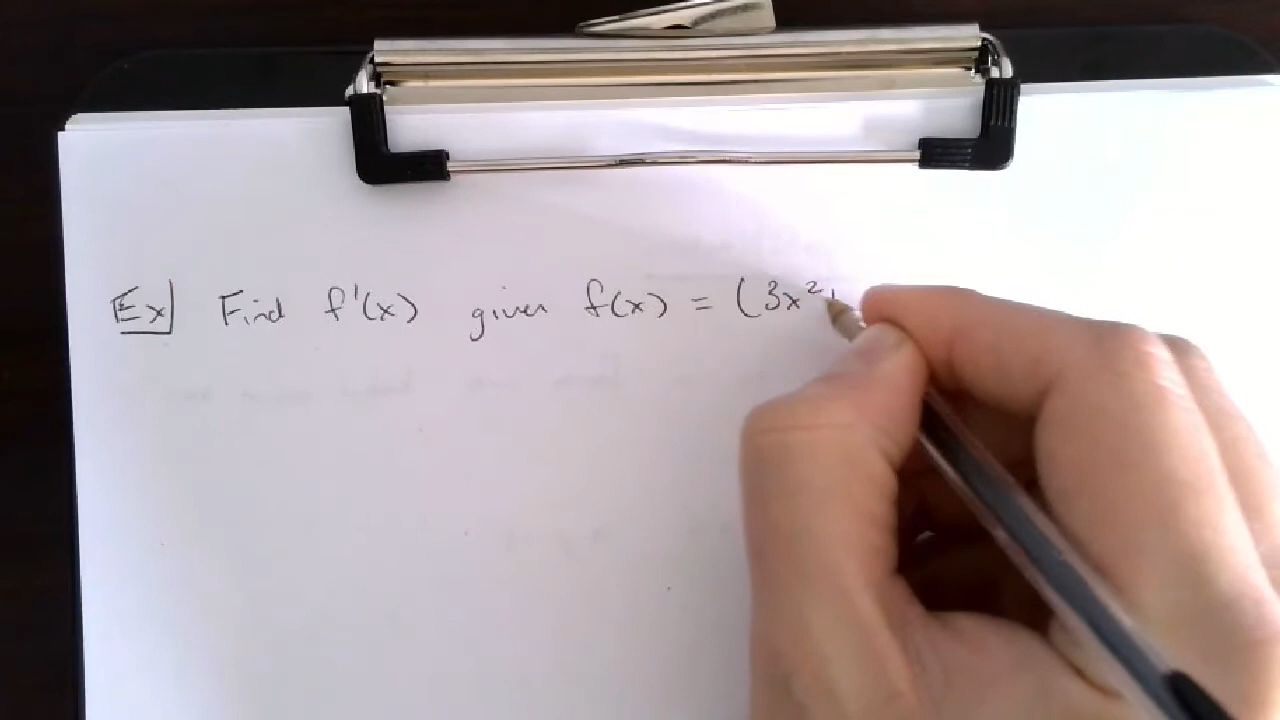 Ex Find f'(x) given f(x) = (3x²